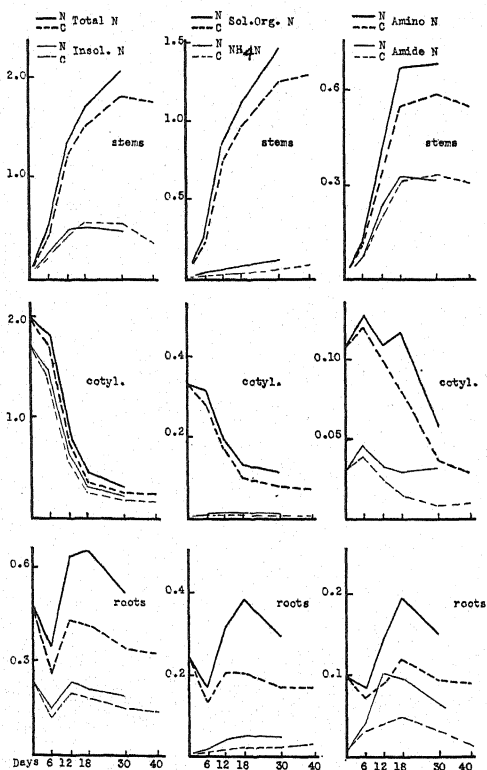 N Total N
C
N Insol. N
C
2.0
1.0
stems
N Sol.Org. N
C
N NH4N
C
1.5
1.0
0.5
stems
N Amino N
C
N Amide N
C
0.6
0.3
stems
2.0
1.0
cotyl.
0.4
0.2
cotyl.
0.10
0.05
cotyl.
0.6
0.3
roots
Days 6 12 18 30 40
0.4
0.2
roots
6 12 18 30 40
0.2
0.1
roots
6 12 18 30 40